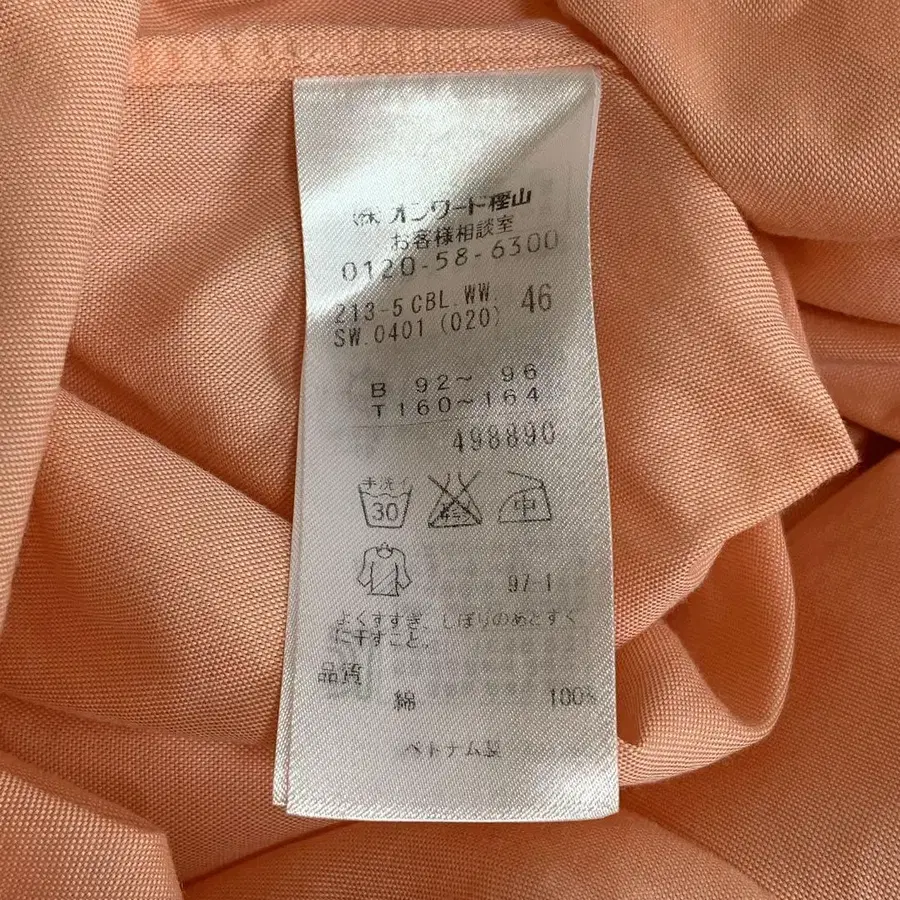 (株)オンワード樫山
お客様相談室
0120-58-6300
213-5 CBL.WW. 46
SW.0401 (020)
B 92～ 96
T160～164
498890
手洗イ
30
エンソ
中
97-1
よくすすぎ、しぼりのあとすぐ
に干すこと。
品質
綿 100%
ベトナム製